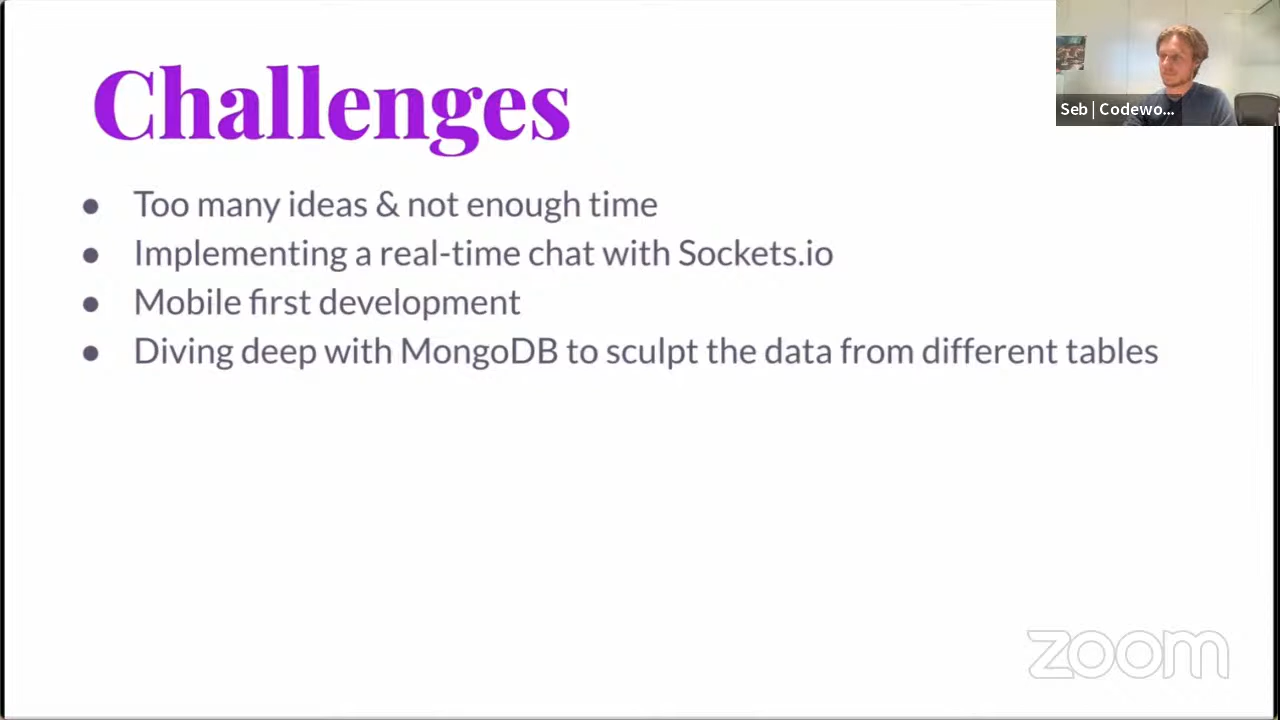 Challenges
Seb | Codewo...
● Too many ideas & not enough time
● Implementing a real-time chat with Sockets.io
● Mobile first development
● Diving deep with MongoDB to sculpt the data from different tables
zoom